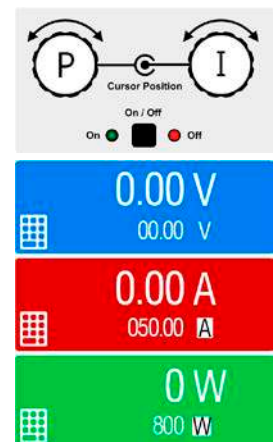 P I
Cursor Position
On / Off
On Off
0.00 V
00.00 V
0.00 A
050.00 A
0 W
800 W